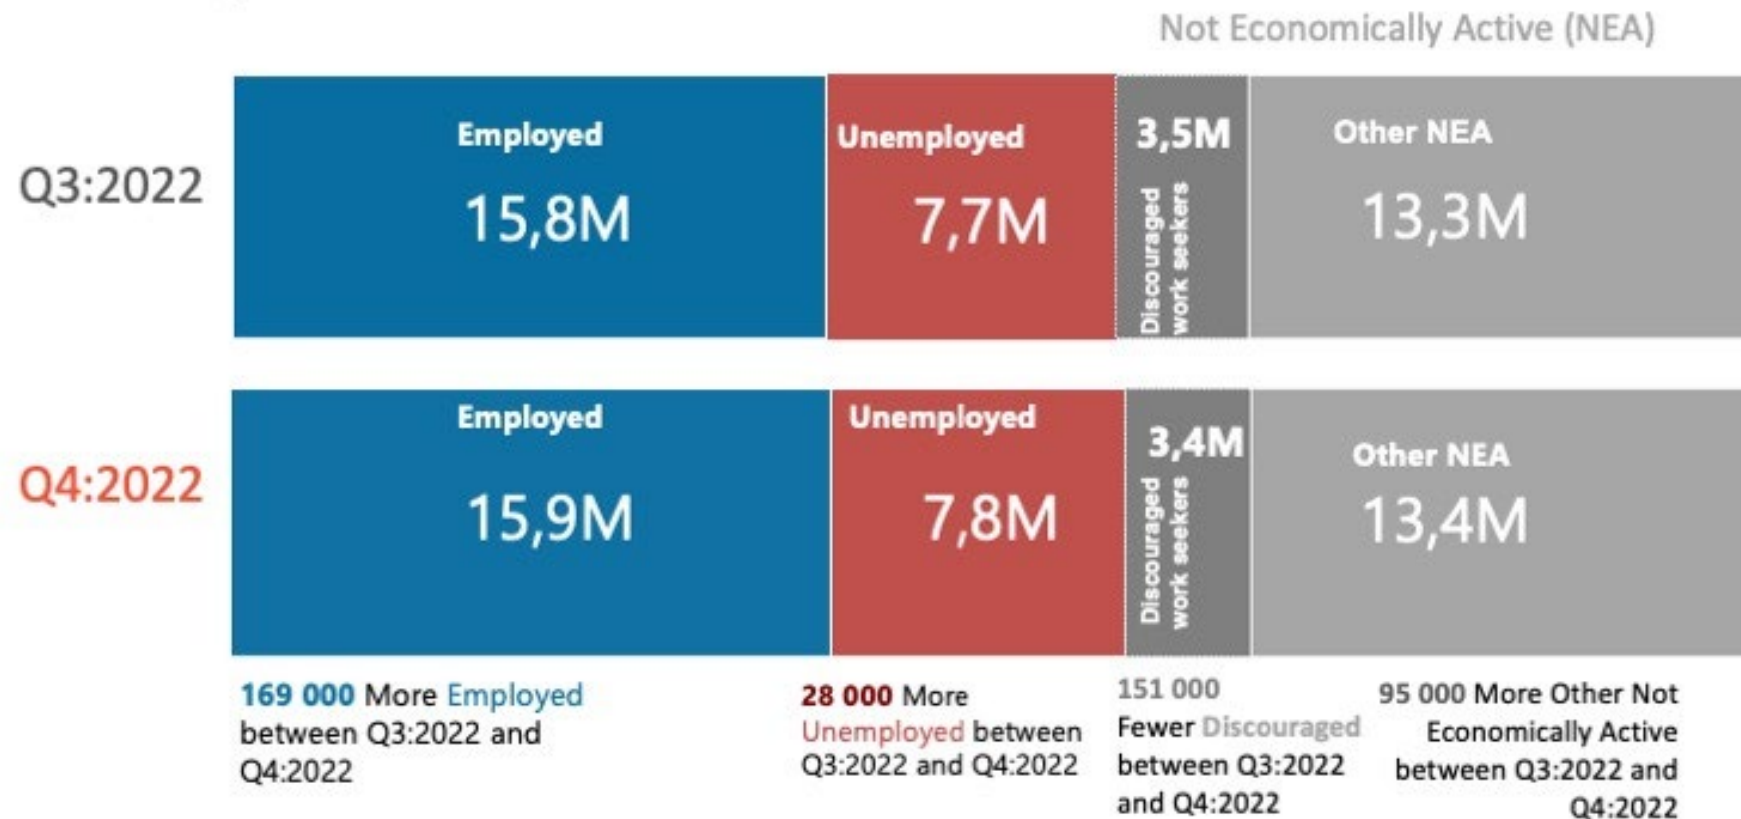 Not Economically Active (NEA)
Q3:2022
Employed
15,8M
Unemployed
7,7M
3,5M
Discouraged
work seekers
Other NEA
13,3M
Q4:2022
Employed
15,9M
Unemployed
7,8M
3,4M
Discouraged
work seekers
Other NEA
13,4M
169 000 More Employed
between Q3:2022 and
Q4:2022
28 000 More
Unemployed between
Q3:2022 and Q4:2022
151 000
Fewer Discouraged
between Q3:2022
and Q4:2022
95 000 More Other Not
Economically Active
between Q3:2022 and
Q4:2022